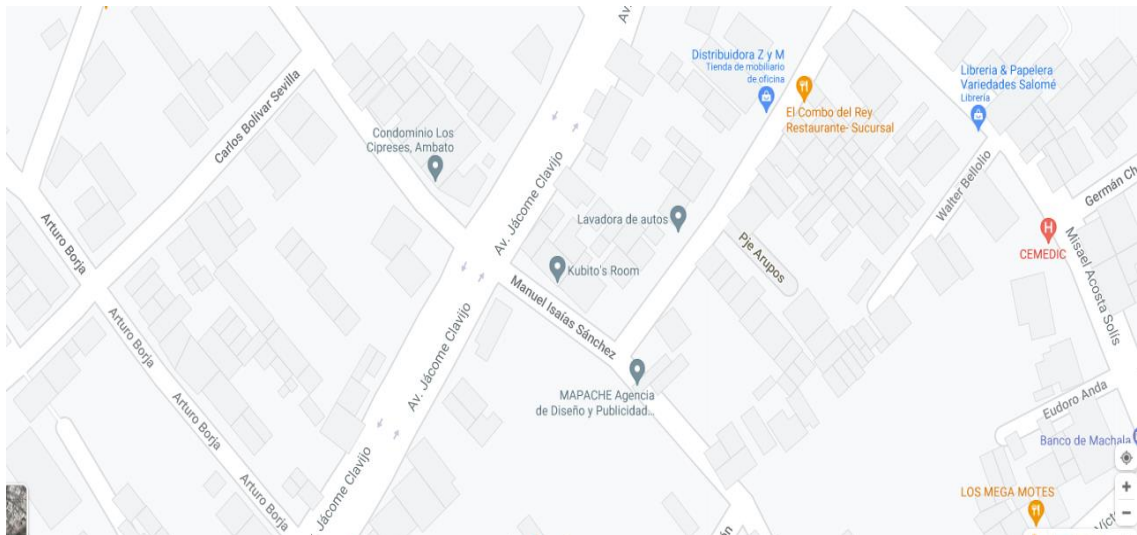 Av.
Distribuidora Z y M
Tienda de mobiliario
de oficina
Libreria & Papelera
Variedades Salomé
Librería
El Combo del Rey
Restaurante- Sucursal
Carlos Bolívar Sevilla
Condominio Los
Cipreses, Ambato
Av. Jácome Clavijo
Walter Bellolio
Germán Ch
Lavadora de autos
Arturo Borja
Pje Arupos
CEMEDIC
Misael Acosta Solís
Kubito's Room
Manuel Isaías Sánchez
Av. Jácome Clavijo
Arturo Borja
MAPACHE Agencia
de Diseño y Publicidad...
Eudoro Anda
Arturo Borja
Banco de Machala
Jácome Clavijo
Arturo Borja
LOS MEGA MOTES
ón
Víct